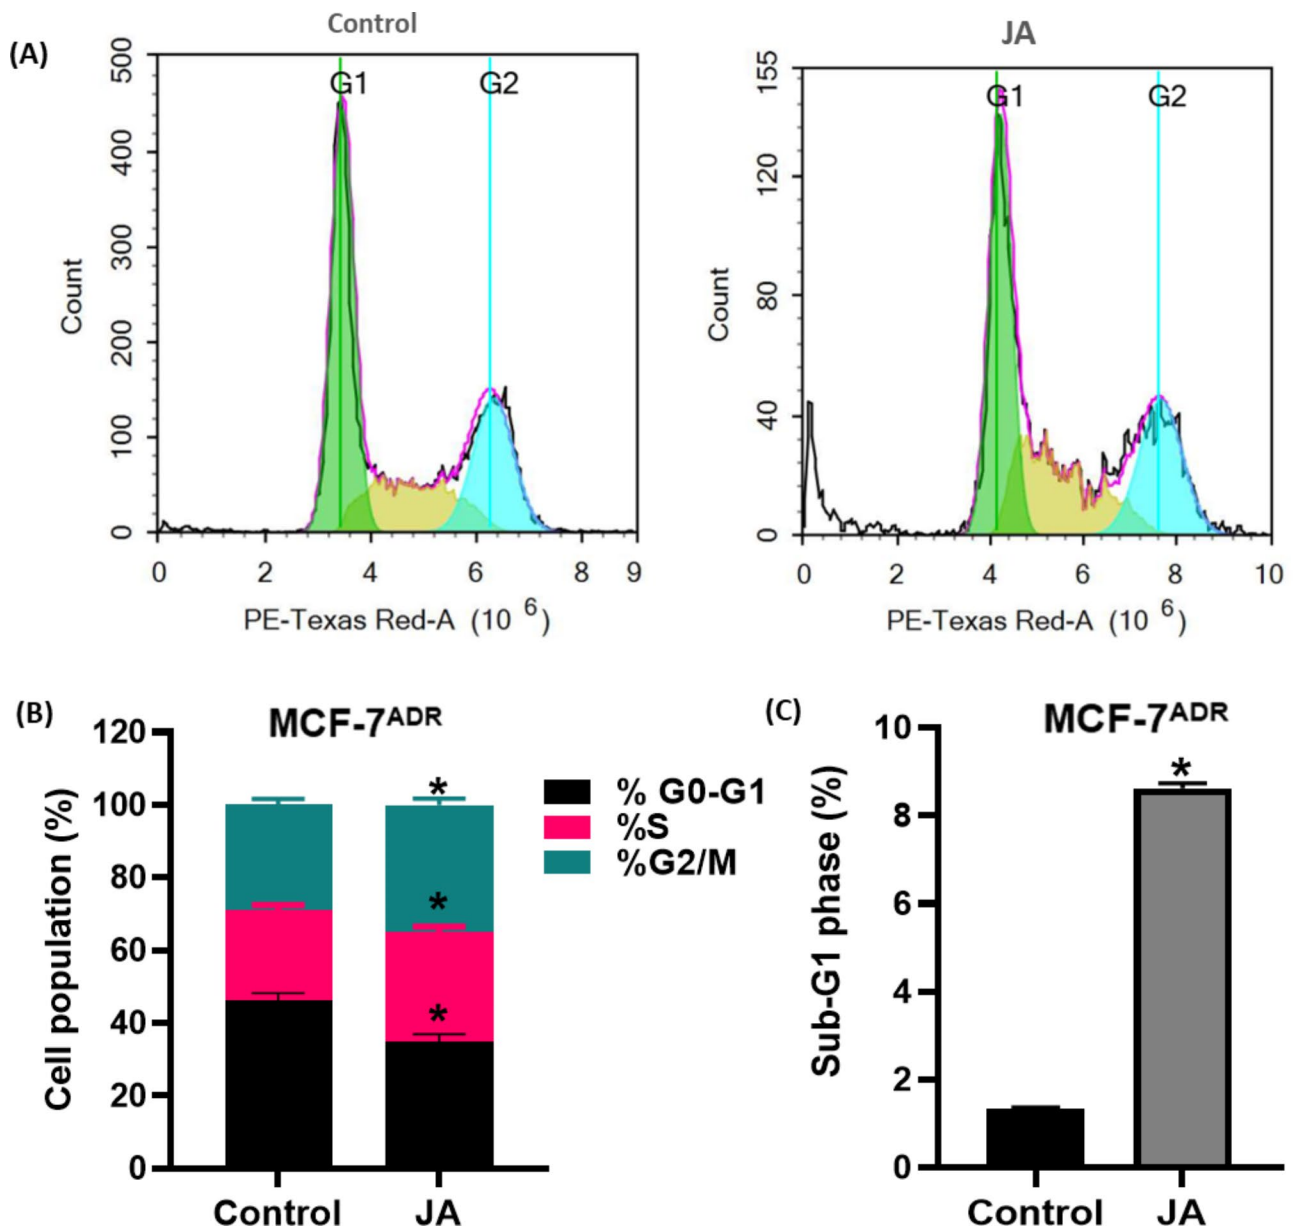 (A)
Control
500
400
300
200
100
0
Count
G1
G2
0 2 4 6 8 9
PE-Texas Red-A (10 6)
JA
155
120
80
40
0
Count
G1
G2
0 2 4 6 8 10
PE-Texas Red-A (10 6)
(B)
MCF-7ADR
120
100
80
60
40
20
0
Cell population (%)
*
*
*
Control JA
% G0-G1
%S
%G2/M
(C)
MCF-7ADR
10
8
6
4
2
0
Sub-G1 phase (%)
*
Control JA